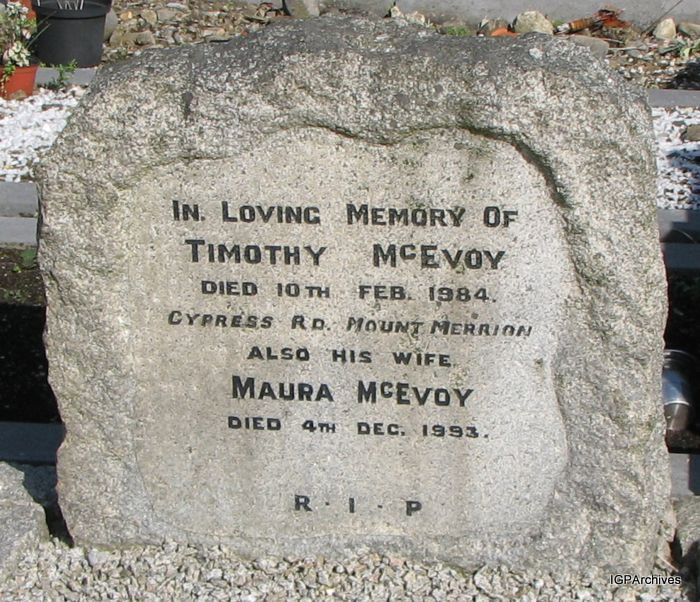 IN. LOVING MEMORY OF
TIMOTHY McEVOY
DIED 10TH FEB. 1984.
CYPRESS RD. MOUNT MERRION
ALSO HIS WIFE.
MAURA McEVOY
DIED 4TH DEC. 1993.
R · I · P
IGPArchives